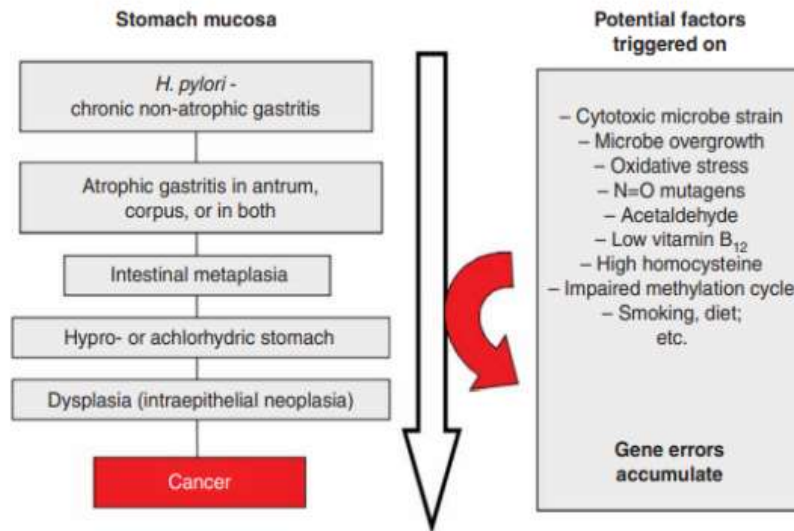 Stomach mucosa
H. pylori -
chronic non-atrophic gastritis
Atrophic gastritis in antrum,
corpus, or in both
Intestinal metaplasia
Hypro- or achlorhydric stomach
Dysplasia (intraepithelial neoplasia)
Cancer
Potential factors
triggered on
– Cytotoxic microbe strain
– Microbe overgrowth
– Oxidative stress
– N=O mutagens
– Acetaldehyde
– Low vitamin B₁₂
– High homocysteine
– Impaired methylation cycle
– Smoking, diet;
etc.
Gene errors
accumulate